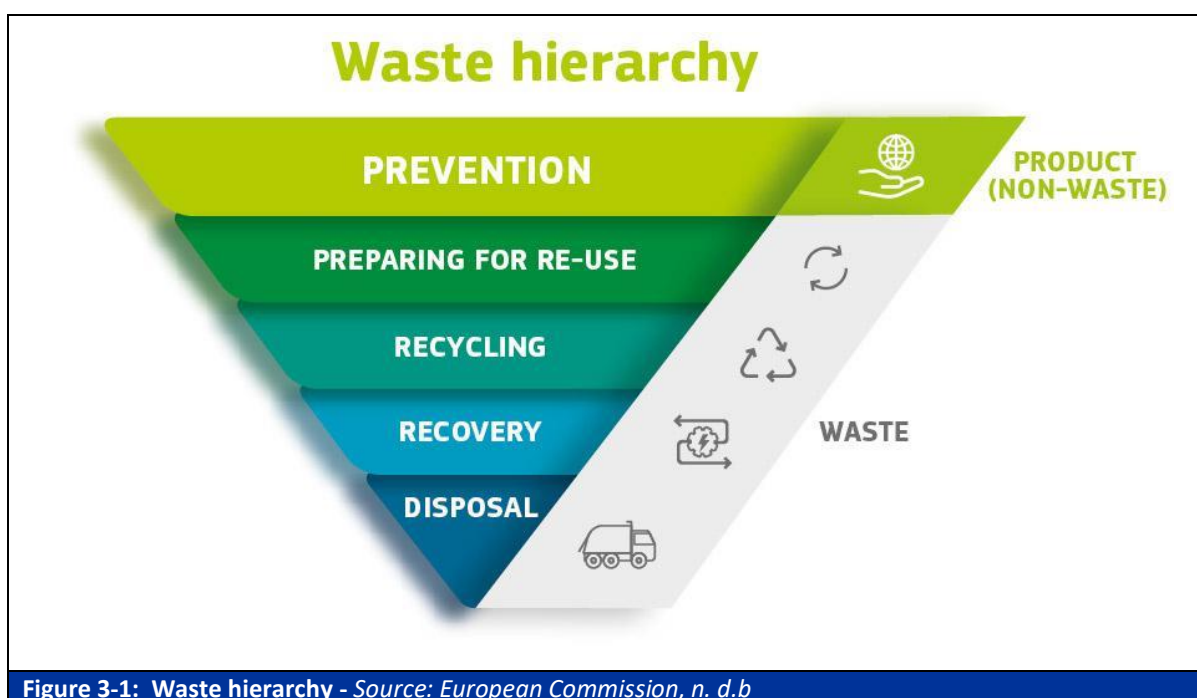 Waste hierarchy
PREVENTION
PRODUCT
(NON-WASTE)
PREPARING FOR RE-USE
RECYCLING
RECOVERY
WASTE
DISPOSAL
Figure 3-1: Waste hierarchy - Source: European Commission, n. d.b